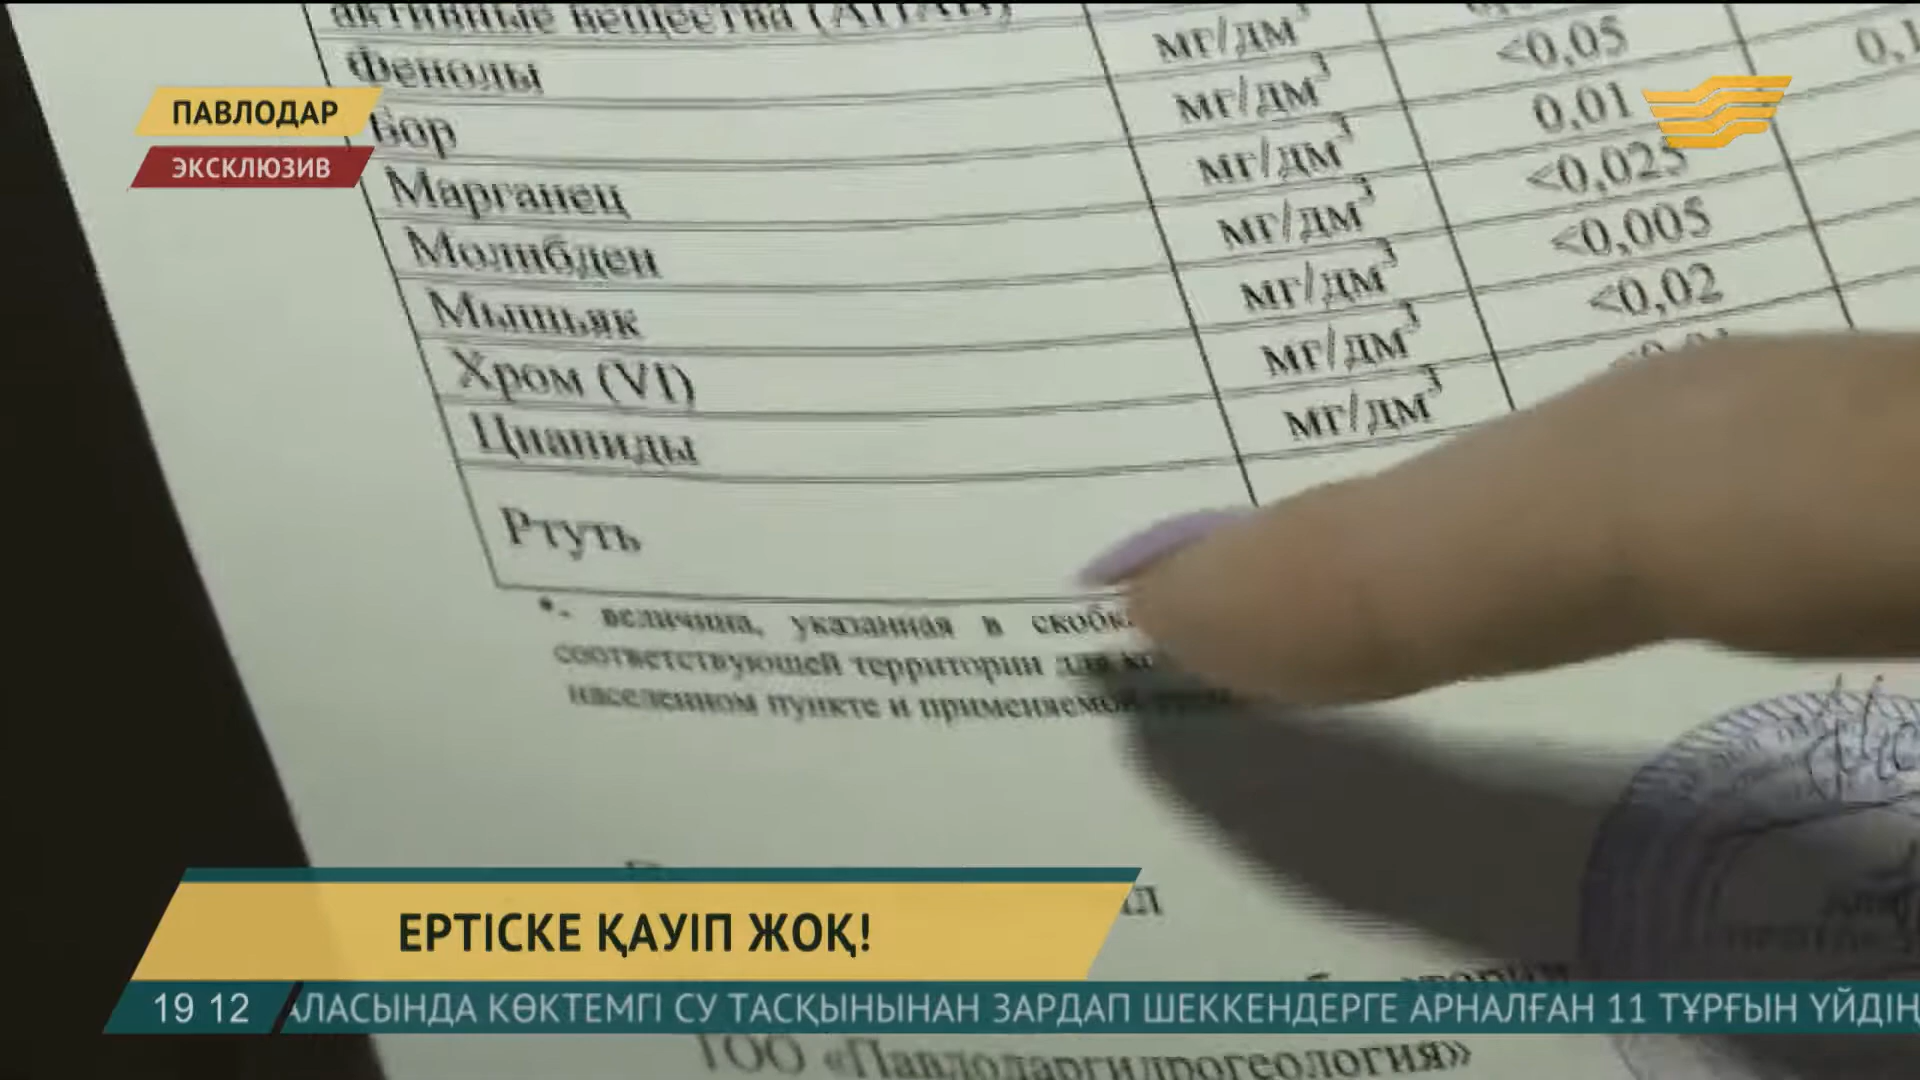 активные вещества (АПАВ)
мг/дм³ <0,05 0,1
Фенолы мг/дм³ 0,01
Бор мг/дм³ <0,025
Марганец мг/дм³ <0,005
Молибден мг/дм³ <0,02
Мышьяк мг/дм³
Хром (VI) мг/дм³
Цианиды
Ртуть
*- величина, указанная в
соответствующей территории для
населенном пункте и применяемой
ПАВЛОДАР
ЭКСКЛЮЗИВ
ЕРТІСКЕ ҚАУІП ЖОҚ!
19 12 АЛАСЫНДА КӨКТЕМГІ СУ ТАСҚЫНЫНАН ЗАРДАП ШЕККЕНДЕРГЕ АРНАЛҒАН 11 ТҰРҒЫН ҮЙДІҢ
ТОО «Павлодаргидрогеология»